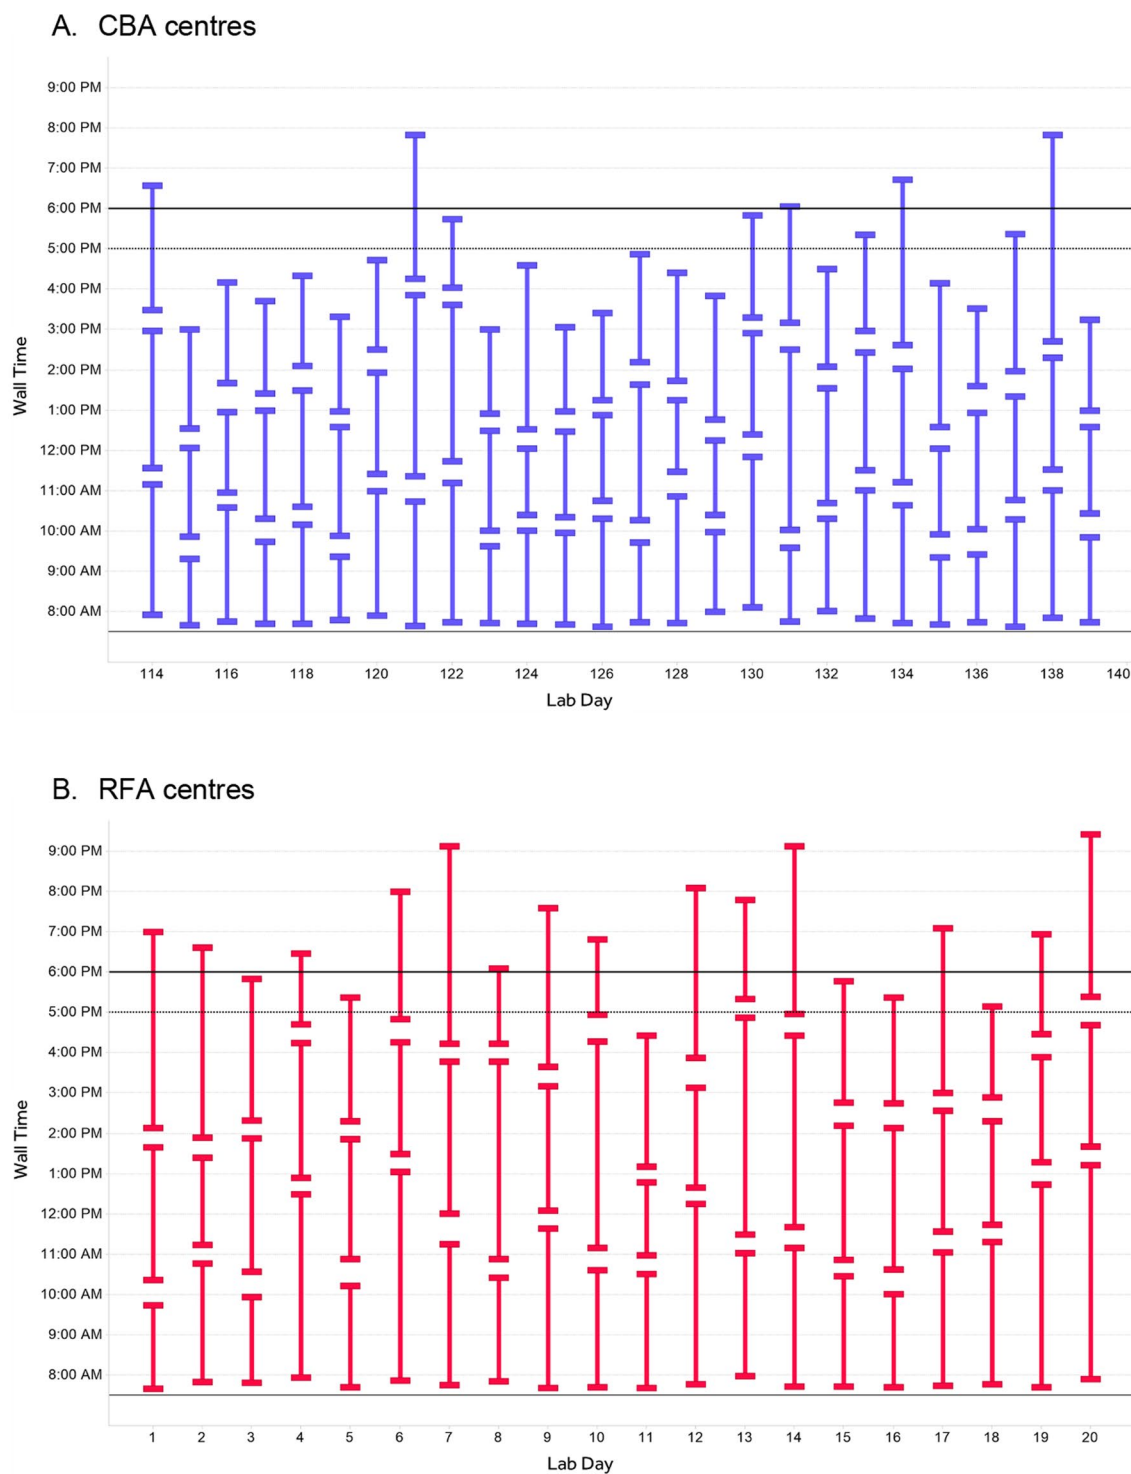 A. CBA centres
9:00 PM
8:00 PM
7:00 PM
6:00 PM
5:00 PM
4:00 PM
3:00 PM
2:00 PM
1:00 PM
12:00 PM
11:00 AM
10:00 AM
9:00 AM
8:00 AM
Wall Time
114 116 118 120 122 124 126 128 130 132 134 136 138 140
Lab Day
B. RFA centres
9:00 PM
8:00 PM
7:00 PM
6:00 PM
5:00 PM
4:00 PM
3:00 PM
2:00 PM
1:00 PM
12:00 PM
11:00 AM
10:00 AM
9:00 AM
8:00 AM
Wall Time
1 2 3 4 5 6 7 8 9 10 11 12 13 14 15 16 17 18 19 20
Lab Day